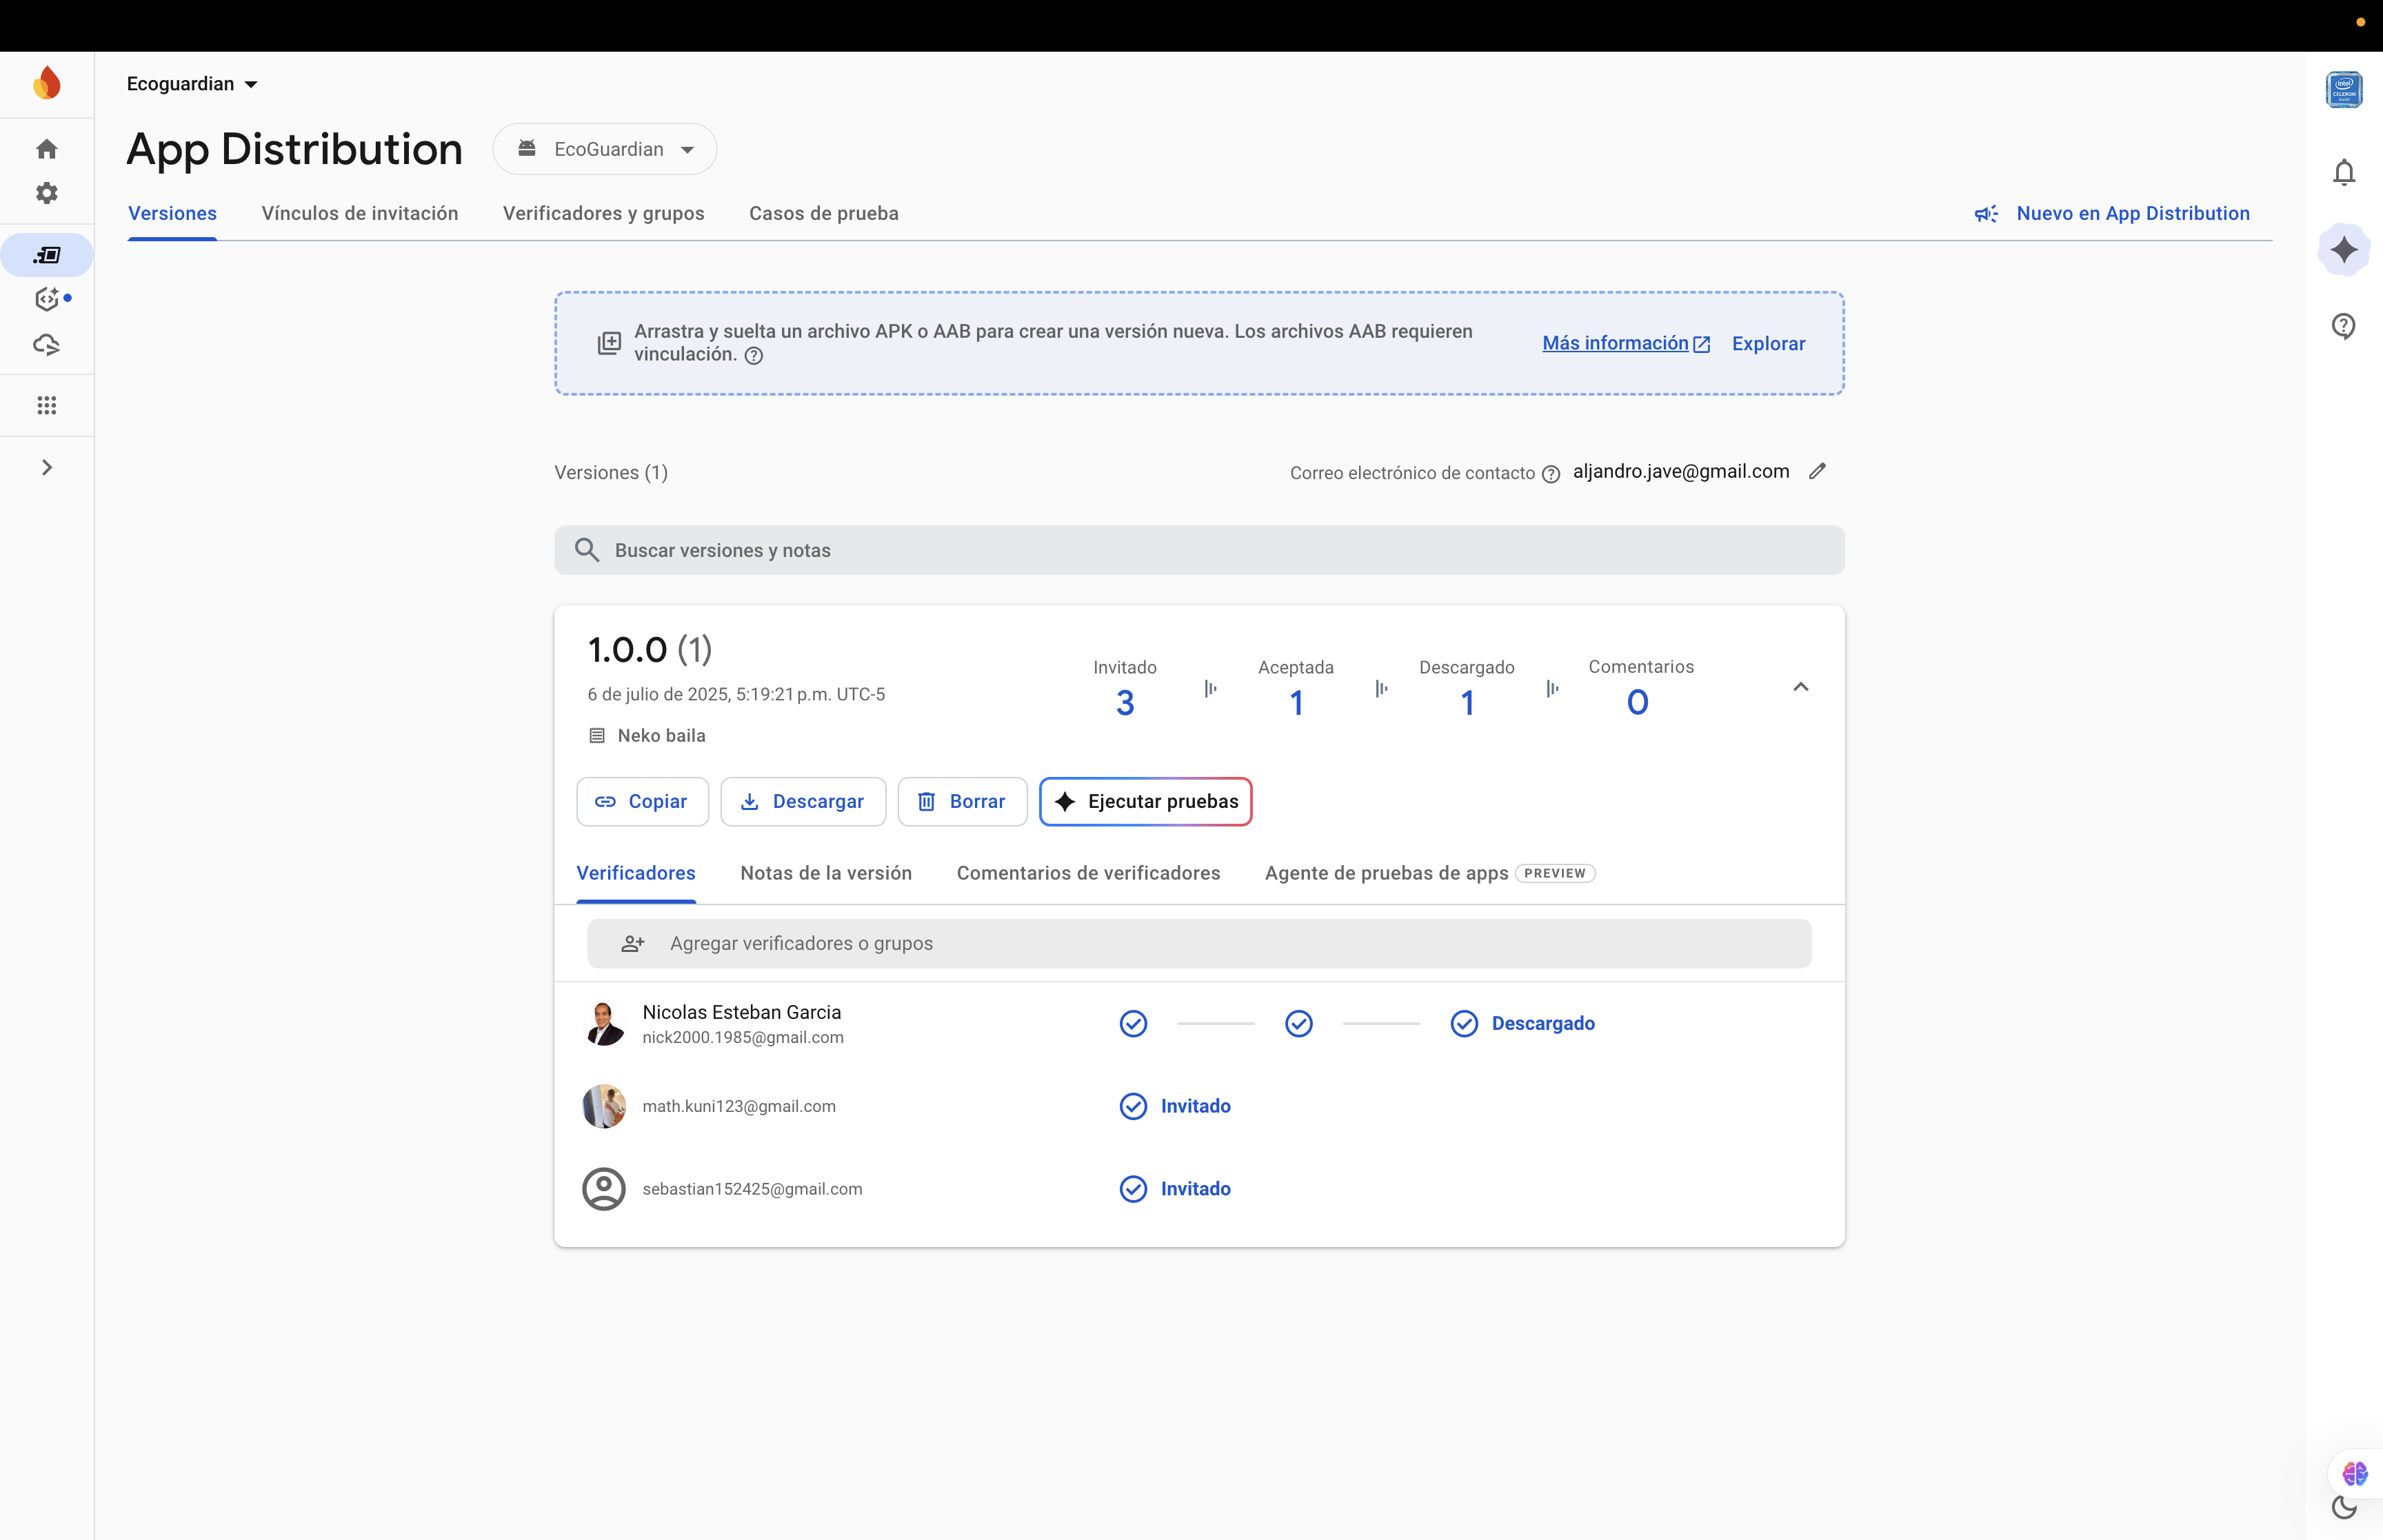 Ecoguardian
App Distribution
EcoGuardian
Versiones
Vínculos de invitación
Verificadores y grupos
Casos de prueba
Nuevo en App Distribution
Arrastra y suelta un archivo APK o AAB para crear una versión nueva. Los archivos AAB requieren
vinculación.
Más información
Explorar
Versiones (1)
Correo electrónico de contacto
aljandro.jave@gmail.com
Buscar versiones y notas
1.0.0 (1)
6 de julio de 2025, 5:19:21 p.m. UTC-5
Neko baila
Invitado
3
Aceptada
1
Descargado
1
Comentarios
0
Copiar
Descargar
Borrar
Ejecutar pruebas
Verificadores
Notas de la versión
Comentarios de verificadores
Agente de pruebas de apps
PREVIEW
Agregar verificadores o grupos
Nicolas Esteban Garcia
nick2000.1985@gmail.com
Descargado
math.kuni123@gmail.com
Invitado
sebastian152425@gmail.com
Invitado
intel
CELERON